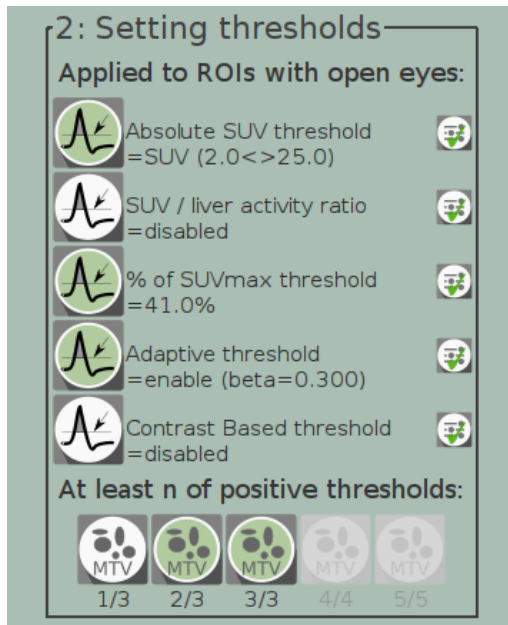 2: Setting thresholds
Applied to ROIs with open eyes:
Absolute SUV threshold
=SUV (2.0<>25.0)
SUV / liver activity ratio
=disabled
% of SUVmax threshold
=41.0%
Adaptive threshold
=enable (beta=0.300)
Contrast Based threshold
=disabled
At least n of positive thresholds:
MTV MTV MTV MTV MTV
1/3 2/3 3/3 4/4 5/5